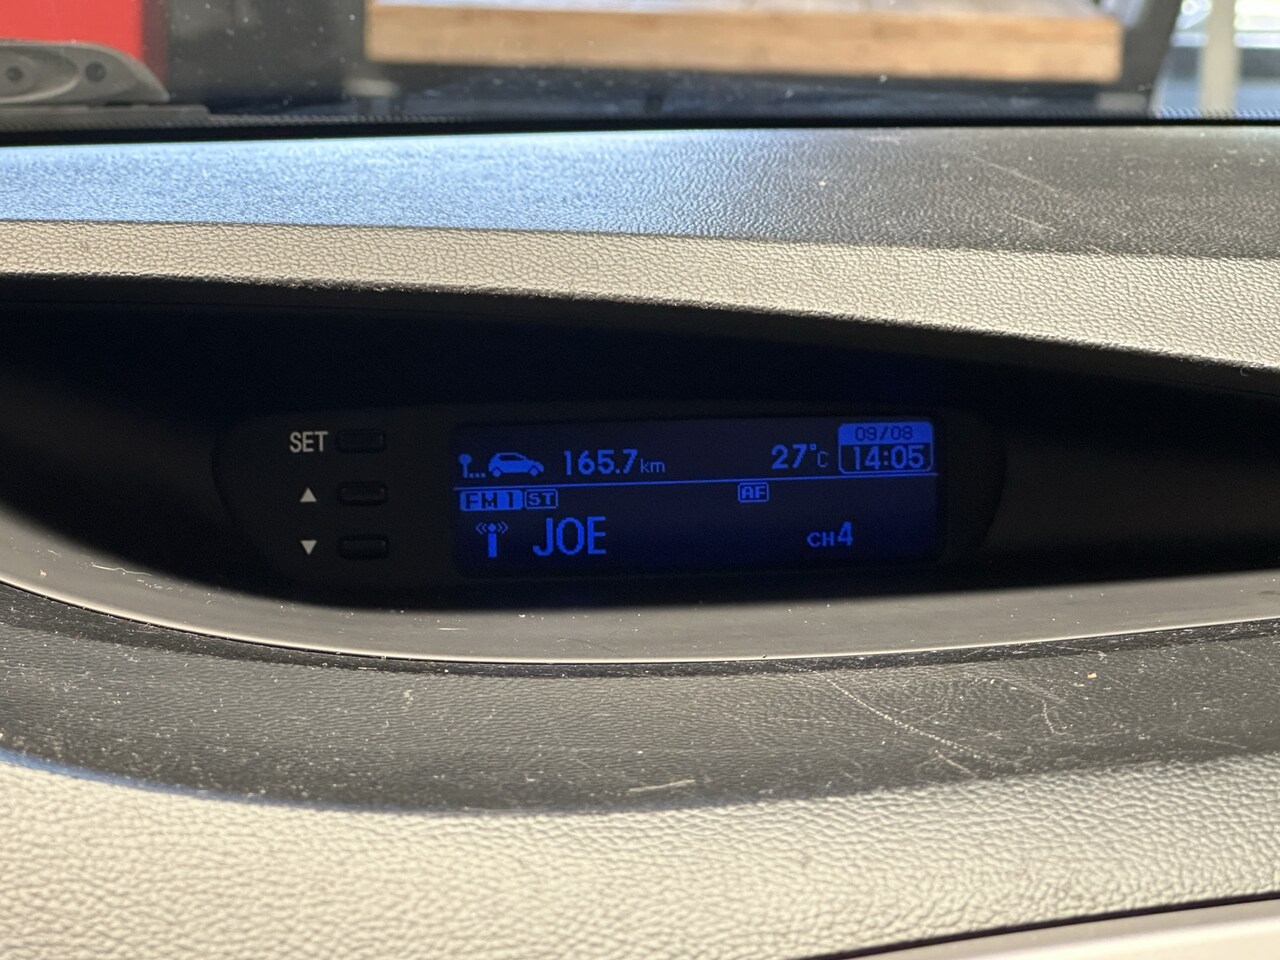 SET
165.7km 27°C 09/08
14:05
FM1 ST AF
JOE CH4